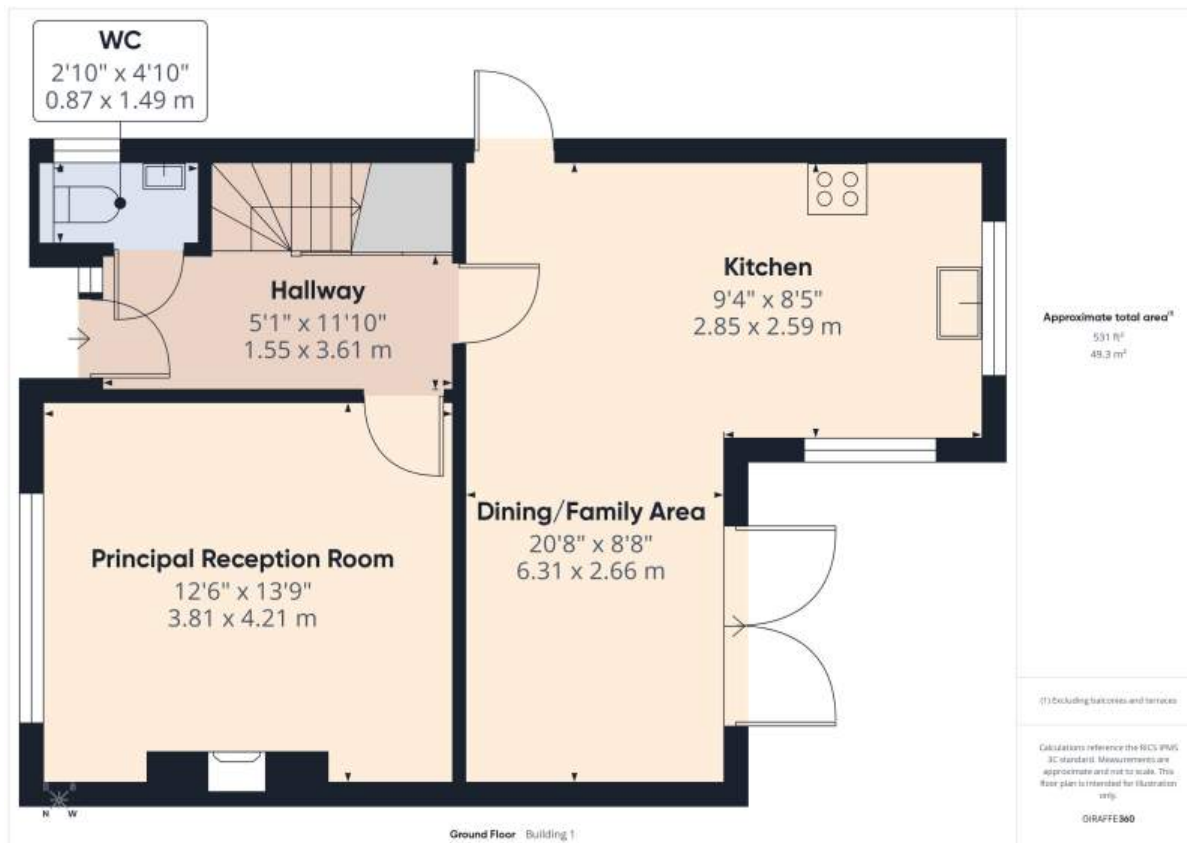 WC
2'10" x 4'10"
0.87 x 1.49 m
Hallway
5'1" x 11'10"
1.55 x 3.61 m
Kitchen
9'4" x 8'5"
2.85 x 2.59 m
Dining/Family Area
20'8" x 8'8"
6.31 x 2.66 m
Principal Reception Room
12'6" x 13'9"
3.81 x 4.21 m
N W
Ground Floor Building 1
Approximate total area(1)
531 ft²
49.3 m²
(1) Excluding balconies and terraces
Calculations reference the RICS IPMS
3C standard. Measurements are
approximate and not to scale. This
floor plan is intended for illustration
only.
GIRAFFE360